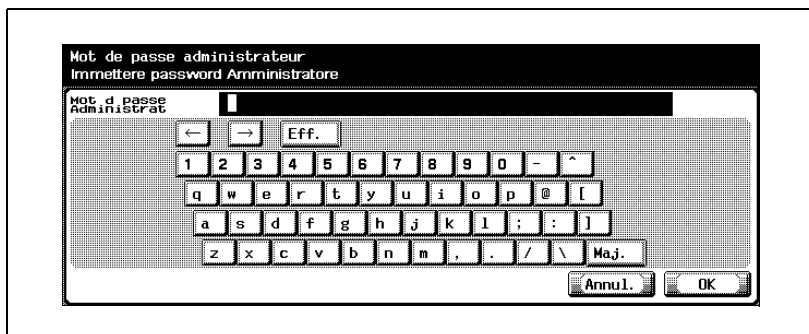 Mot de passe administrateur
Immettere password Amministratore
Mot d passe
Administrat
← → Eff.
1 2 3 4 5 6 7 8 9 0 - ^
q w e r t y u i o p @ [
a s d f g h j k l ; : ]
z x c v b n m , . / \ Maj.
Annul. OK